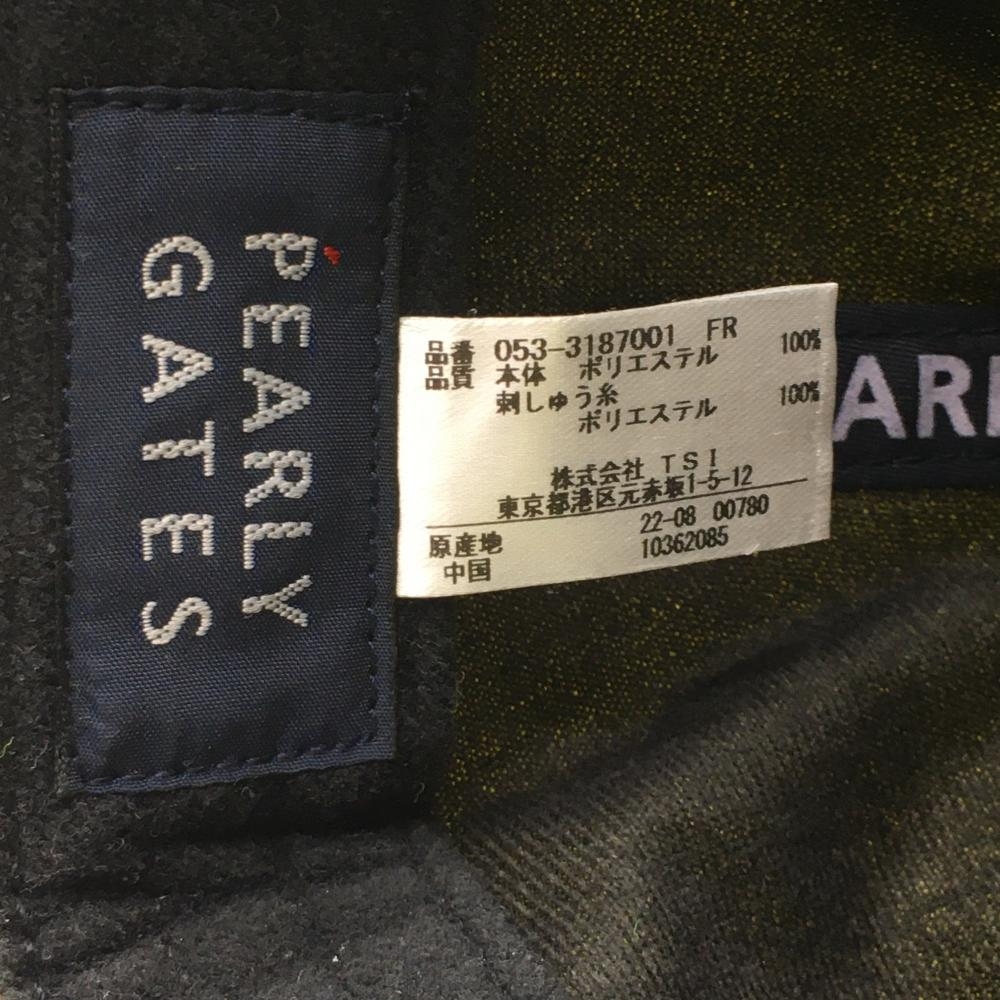 PEARLY
GATES
品番 053-3187001 FR
品質 本体 ポリエステル 100%
刺しゅう糸
ポリエステル 100%
株式会社 TSI
東京都港区元赤坂1-5-12
22-08 00780
原産地 10362085
中国